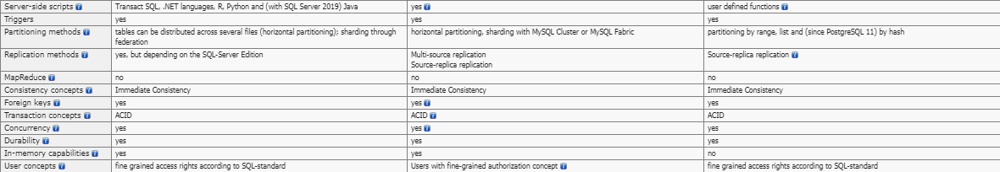 Server-side scripts Transact SQL, .NET languages, R, Python and (with SQL Server 2019) Java yes user defined functions
Triggers yes yes yes
Partitioning methods tables can be distributed across several files (horizontal partitioning); sharding through horizontal partitioning, sharding with MySQL Cluster or MySQL Fabric partitioning by range, list and (since PostgreSQL 11) by hash
federation
Replication methods yes, but depending on the SQL-Server Edition Multi-source replication Source-replica replication
Source-replica replication
MapReduce no no no
Consistency concepts Immediate Consistency Immediate Consistency Immediate Consistency
Foreign keys yes yes yes
Transaction concepts ACID ACID ACID
Concurrency yes yes yes
Durability yes yes yes
In-memory capabilities yes yes no
User concepts fine grained access rights according to SQL-standard Users with fine-grained authorization concept fine grained access rights according to SQL-standard